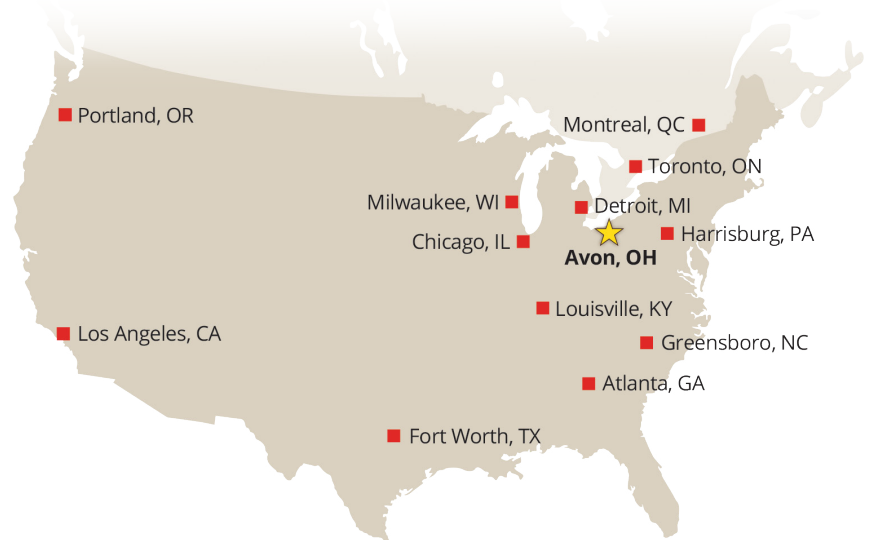 Portland, OR
Montreal, QC
Toronto, ON
Milwaukee, WI
Detroit, MI
Chicago, IL
Harrisburg, PA
Avon, OH
Louisville, KY
Los Angeles, CA
Greensboro, NC
Atlanta, GA
Fort Worth, TX